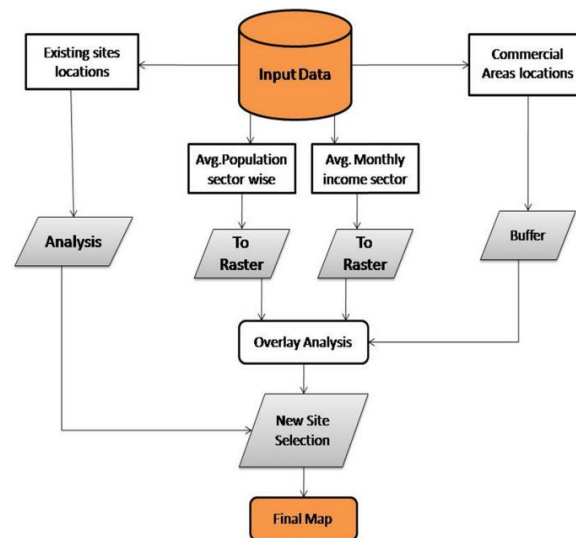 Existing sites
locations
Input Data
Commercial
Areas locations
Avg.Population
sector wise
Avg. Monthly
income sector
Analysis
To
Raster
To
Raster
Buffer
Overlay Analysis
New Site
Selection
Final Map